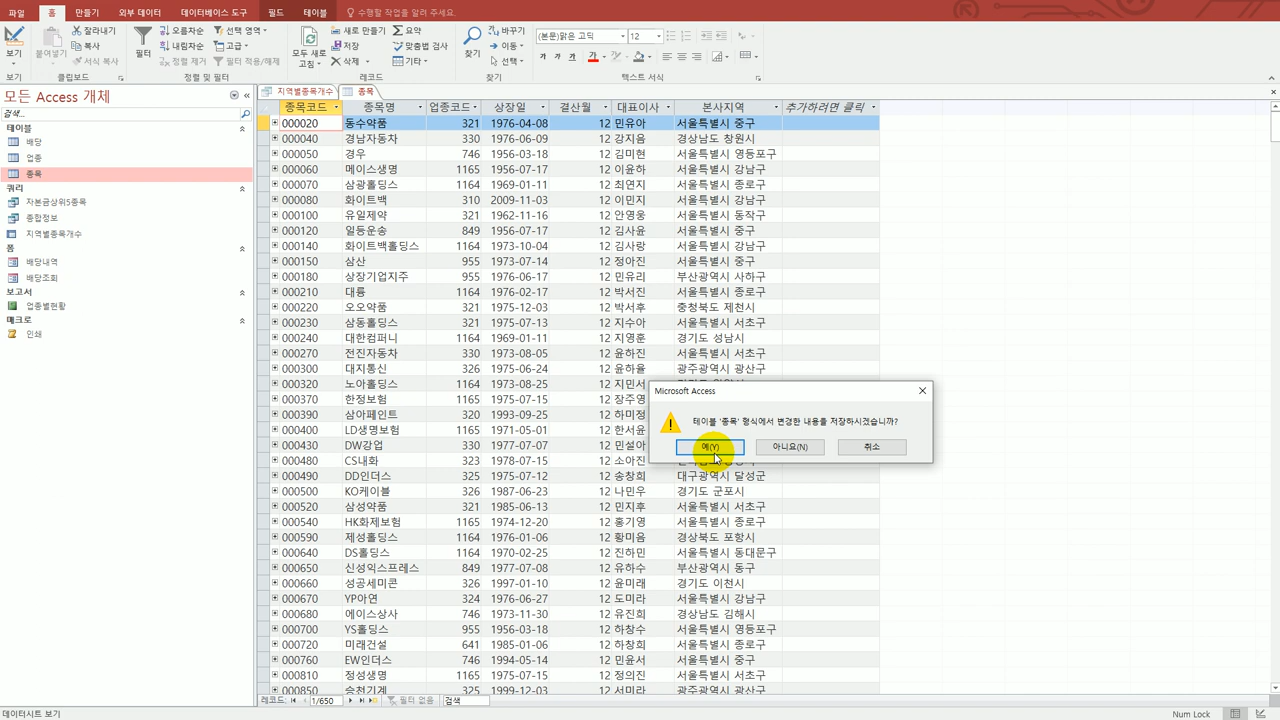 파일 홈 만들기 외부 데이터 데이터베이스 도구 필드 테이블 수행할 작업을 알려 주세요.
보기
붙여넣기
잘라내기
복사
서식 복사
필터
오름차순
내림차순
정렬 제거
선택 영역
고급
필터 적용/해제
모두 새로 고침
새로 만들기
저장
삭제
요약
맞춤법 검사
기타
찾기
바꾸기
이동
선택
(본문)맑은 고딕 12
가 가 가 가
보기 클립보드 정렬 및 필터 레코드 찾기 텍스트 서식
모든 Access 개체
검색...
테이블
배당
업종
종목
쿼리
자본금상위5종목
종합정보
지역별종목개수
폼
배당내역
배당조회
보고서
업종별현황
매크로
인쇄
지역별종목개수 종목
종목코드 종목명 업종코드 상장일 결산월 대표이사 본사지역 추가하려면 클릭
000020 동수약품 321 1976-04-08 12 민유아 서울특별시 중구
000040 경남자동차 330 1976-06-09 12 강지음 경상남도 창원시
000050 경우 746 1956-03-18 12 김미현 서울특별시 영등포구
000060 메이스생명 1165 1956-07-17 12 이윤하 서울특별시 강남구
000070 삼광홀딩스 1164 1969-01-11 12 최연지 서울특별시 종로구
000080 화이트백 310 2009-11-03 12 이민지 서울특별시 강남구
000100 유일제약 321 1962-11-16 12 안영웅 서울특별시 동작구
000120 일등운송 849 1956-07-17 12 김사윤 서울특별시 중구
000140 화이트백홀딩스 1164 1973-10-04 12 김사랑 서울특별시 강남구
000150 삼산 955 1973-07-14 12 정아진 서울특별시 중구
000180 상장기업지주 955 1976-06-17 12 민유리 부산광역시 사하구
000210 대룡 1164 1976-02-17 12 박서진 서울특별시 종로구
000220 오오약품 321 1975-12-03 12 박서후 충청북도 제천시
000230 삼동홀딩스 321 1975-07-13 12 지수아 서울특별시 서초구
000240 대한컴퍼니 1164 1969-01-11 12 지영훈 경기도 성남시
000270 전진자동차 330 1973-08-05 12 윤하진 서울특별시 서초구
000300 대지통신 326 1975-06-24 12 윤하율 광주광역시 광산구
000320 노아홀딩스 1164 1973-08-25 12 지민서
000370 한정보험 1165 1975-07-15 12 장주영
000390 삼아페인트 320 1993-09-25 12 하미정
000400 LD생명보험 1165 1971-05-01 12 한서윤
000430 DW강업 330 1977-07-07 12 민설아
000480 CS내화 323 1978-07-15 12 소아진
000490 DD인더스 325 1975-07-12 12 송창희 대구광역시 달성군
000500 KO케이블 326 1987-06-23 12 나민우 경기도 군포시
000520 삼성약품 321 1985-06-13 12 민지후 서울특별시 서초구
000540 HK화제보험 1165 1974-12-20 12 홍기영 서울특별시 종로구
000590 제성홀딩스 1164 1976-01-06 12 황미음 경상북도 포항시
000640 DS홀딩스 1164 1970-02-25 12 진하민 서울특별시 동대문구
000650 신성익스프레스 849 1977-07-08 12 유하수 부산광역시 동구
000660 성공세미콘 326 1997-01-10 12 윤미래 경기도 이천시
000670 YP아연 324 1976-06-27 12 도미라 서울특별시 강남구
000680 에이스상사 746 1973-11-30 12 유진희 경상남도 김해시
000700 YS홀딩스 955 1956-03-18 12 하창수 서울특별시 영등포구
000720 미래건설 641 1985-01-06 12 하창희 서울특별시 종로구
000760 EW인더스 746 1994-05-14 12 민윤서 서울특별시 중구
000810 정성생명 325 1975-07-15 12 정의진 서울특별시 서초구
000850 승천기계 325 1999-12-03 12 서미라 광주광역시 광산구
Microsoft Access
테이블 '종목' 형식에서 변경한 내용을 저장하시겠습니까?
예(Y) 아니요(N) 취소
레코드: 1/650 필터 없음 검색
데이터시트 보기 Num Lock